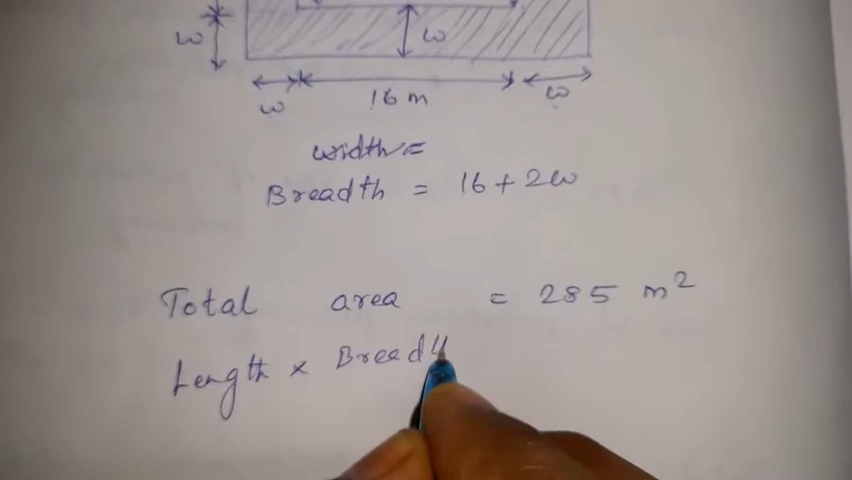 w w
w 16 m w
width =
Breadth = 16 + 2w
Total area = 285 m²
Length × Breadth